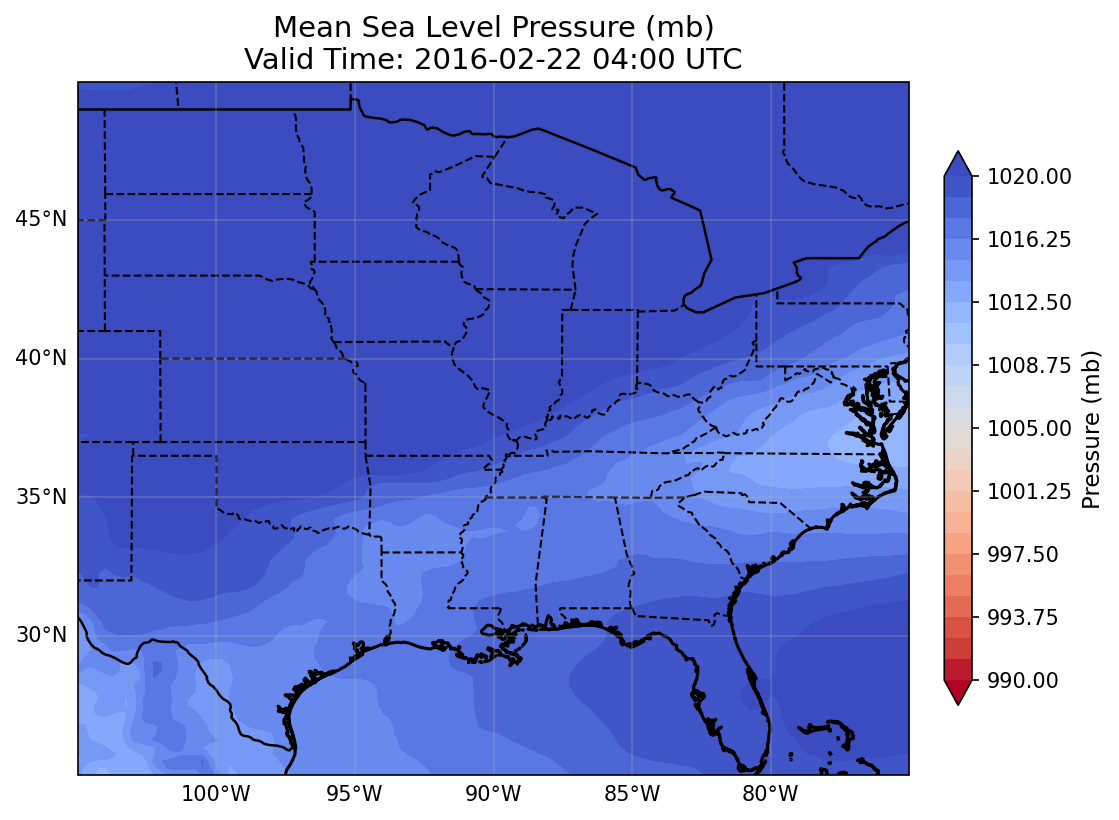 Mean Sea Level Pressure (mb)
Valid Time: 2016-02-22 04:00 UTC
45°N
40°N
35°N
30°N
100°W
95°W
90°W
85°W
80°W
1020.00
1016.25
1012.50
1008.75
1005.00
1001.25
997.50
993.75
990.00
Pressure (mb)